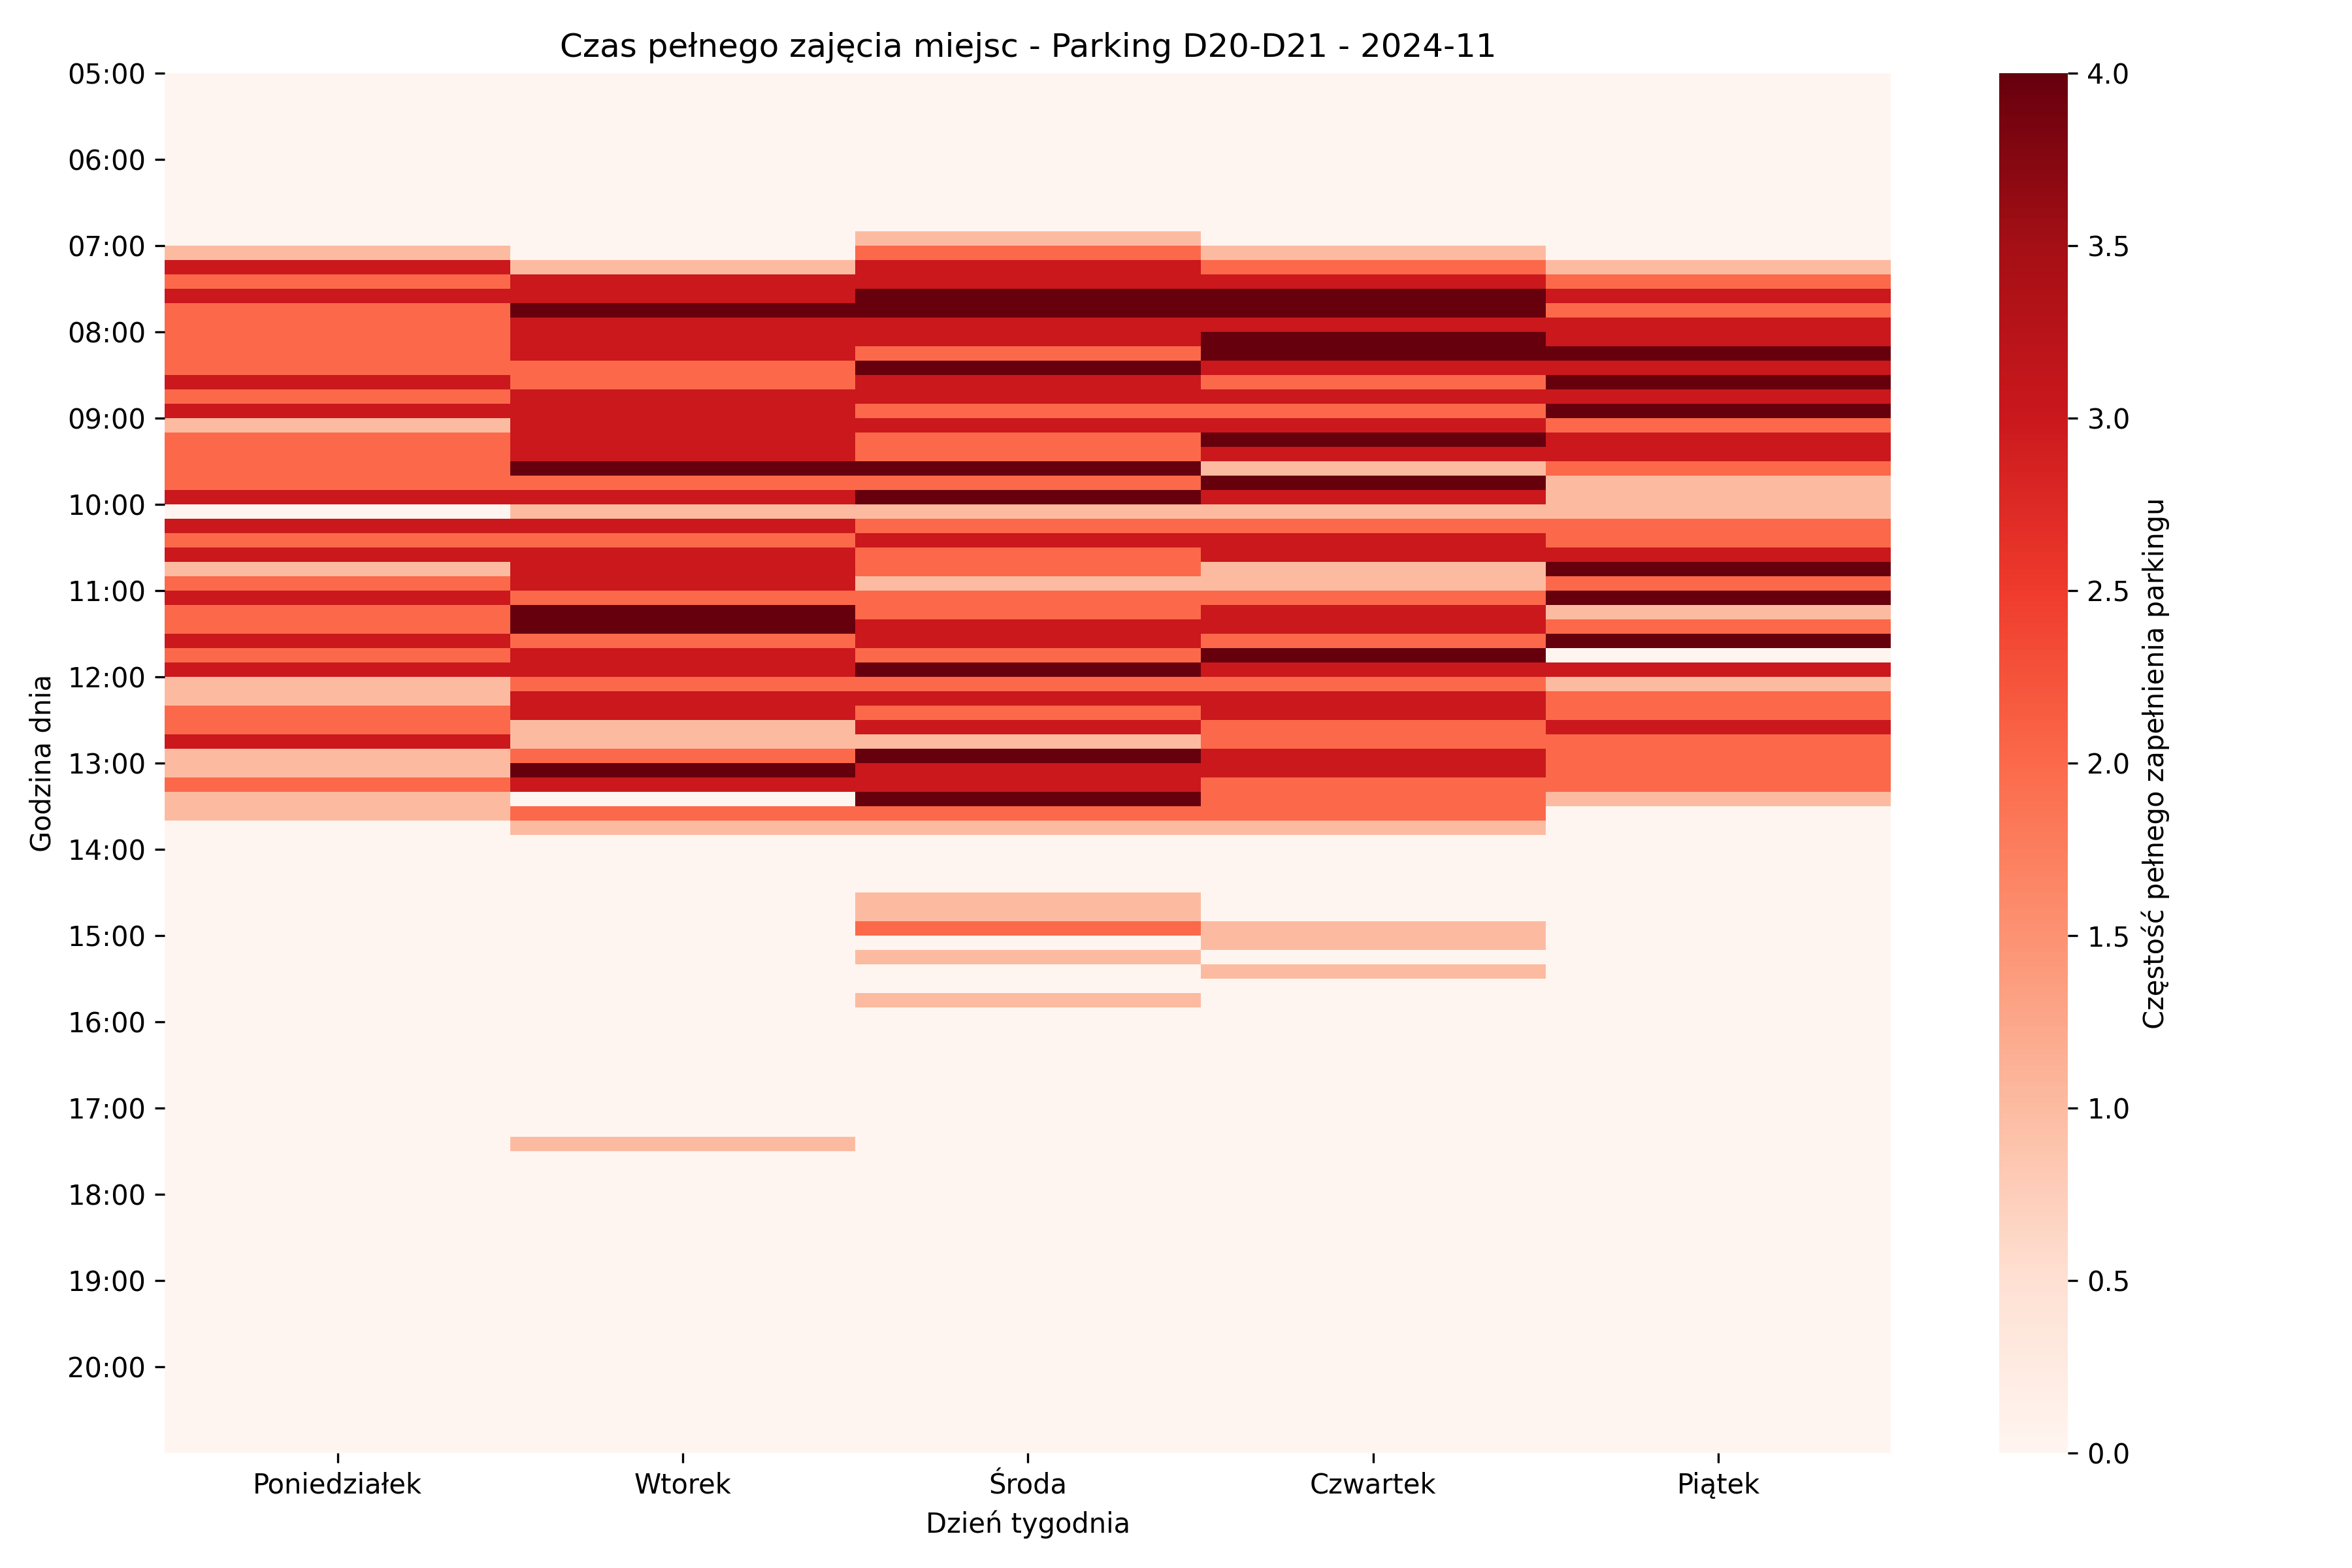 Czas pełnego zajęcia miejsc - Parking D20-D21 - 2024-11
05:00
06:00
07:00
08:00
09:00
10:00
11:00
12:00
13:00
14:00
15:00
16:00
17:00
18:00
19:00
20:00
Godzina dnia
Poniedziałek
Wtorek
Środa
Czwartek
Piątek
Dzień tygodnia
4.0
3.5
3.0
2.5
2.0
1.5
1.0
0.5
0.0
Częstość pełnego zapełnienia parkingu